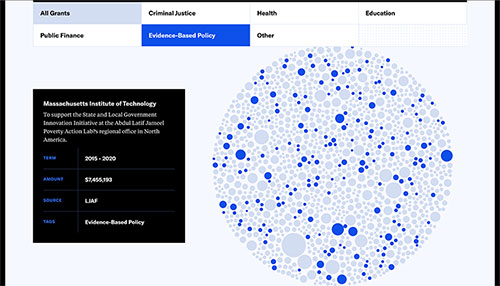 All Grants
Criminal Justice
Health
Education
Public Finance
Evidence-Based Policy
Other
Massachusetts Institute of Technology
To support the State and Local Government
Innovation Initiative at the Abdul Latif Jameel
Poverty Action Lab's regional office in North
America.
TERM
2015 - 2020
AMOUNT
$7,455,193
SOURCE
LJAF
TAGS
Evidence-Based Policy